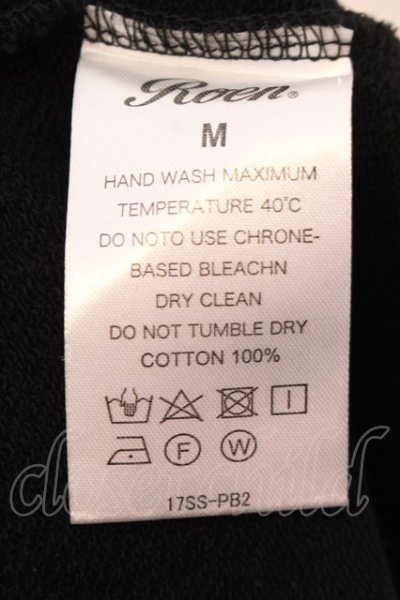 Roen®
M
HAND WASH MAXIMUM
TEMPERATURE 40°C
DO NOTO USE CHRONE-
BASED BLEACHN
DRY CLEAN
DO NOT TUMBLE DRY
COTTON 100%
F W
17SS-PB2